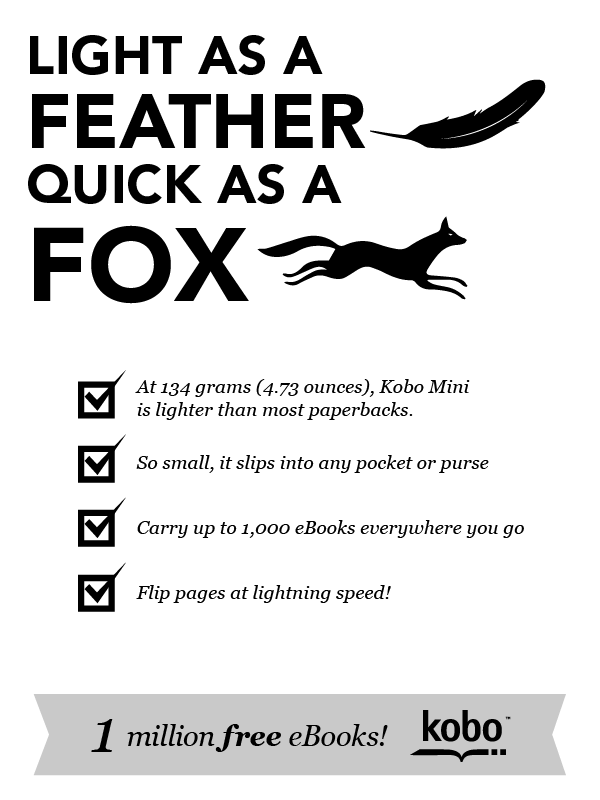 LIGHT AS A
FEATHER
QUICK AS A
FOX
At 134 grams (4.73 ounces), Kobo Mini
is lighter than most paperbacks.
So small, it slips into any pocket or purse
Carry up to 1,000 eBooks everywhere you go
Flip pages at lightning speed!
1 million free eBooks!
kobo™